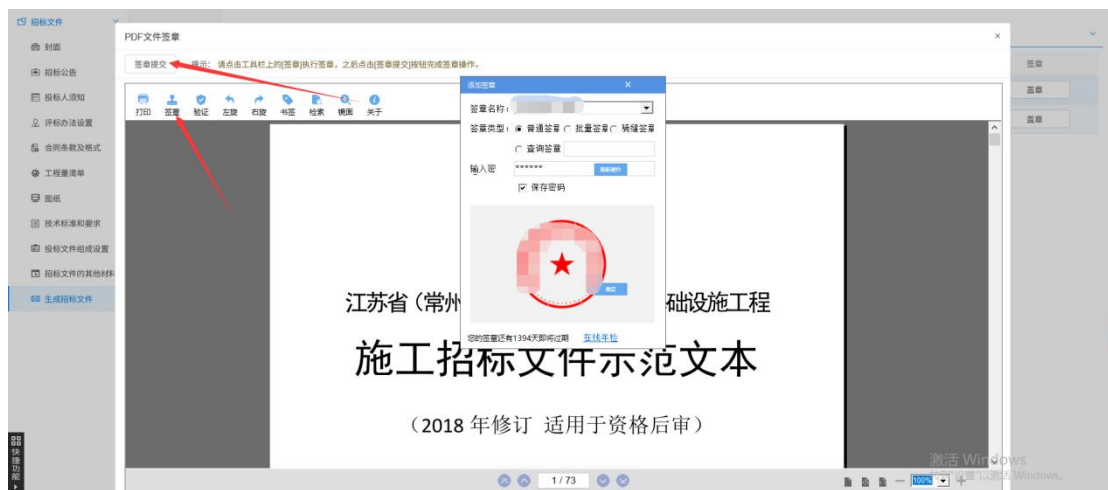 招标文件
封面
招标公告
投标人须知
评标办法设置
合同条款及格式
工程量清单
图纸
技术标准和要求
投标文件组成设置
招标文件的其他材料
生成招标文件
快捷功能
PDF文件签章
签章提交 提示：请点击工具栏上的[签章]执行签章，之后点击[签章提交]按钮完成签章操作。
打印 签章 验证 左旋 右旋 书签 检索 镜面 关于
添加签章
签章名称：
签章类型： 普通签章 批量签章 骑缝签章
查询签章
输入密 ******
保存密码
确定
您的签章还有1394天即将过期 在线年检
江苏省（常州 础设施工程
施工招标文件示范文本
（2018 年修订 适用于资格后审）
1 / 73
100%
签章
盖章
盖章
激活 Windows